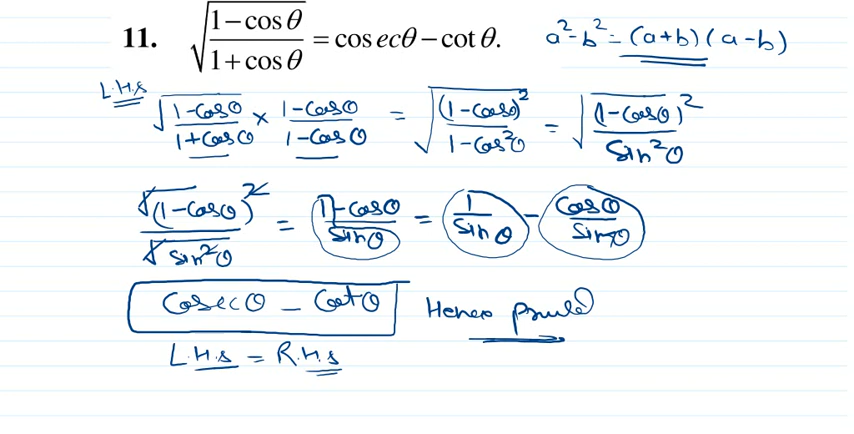 11. √((1−cosθ)/(1+cosθ)) = cosecθ − cotθ. a² − b² = (a+b)(a−b)
L.H.S
√((1−Cosθ)/(1+Cosθ) × (1−Cosθ)/(1−Cosθ)) = √((1−Cosθ)²/(1−Cos²θ)) = √((1−Cosθ)²/Sin²θ)
√(1−Cosθ)²/√Sin²θ = (1−Cosθ)/Sinθ = 1/Sinθ − Cosθ/Sinθ
Cosecθ − Cotθ Hence proved
L.H.S = R.H.S